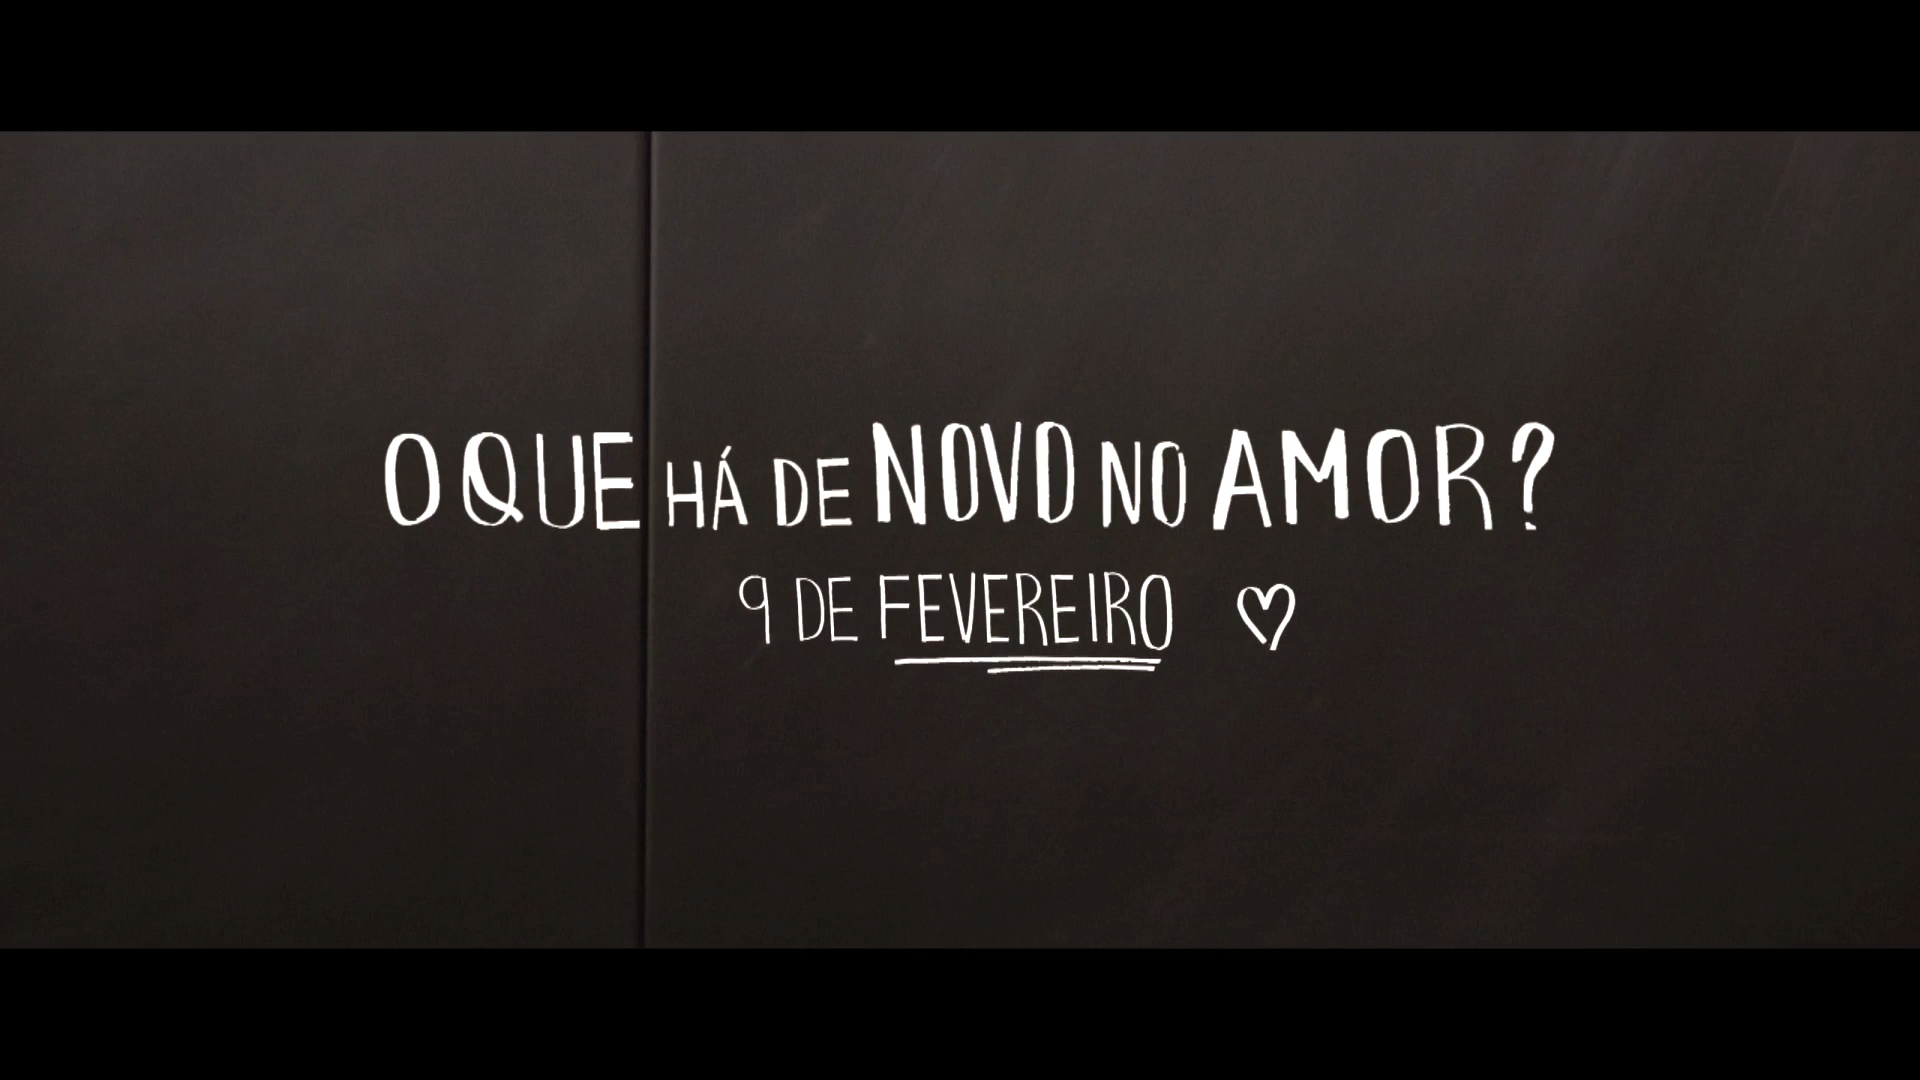 O QUE HÁ DE NOVO NO AMOR?
9 DE FEVEREIRO ♡